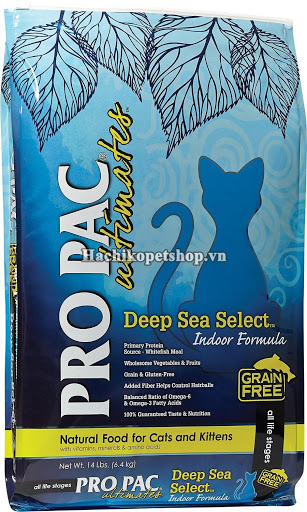 PRO PAC®
ultimates™
Hachikopetshop.vn
Deep Sea Select™
Indoor Formula
Primary Protein
Source - Whitefish Meal
Wholesome Vegetables & Fruits
Grain & Gluten-Free
Added Fiber Helps Control Hairballs
Balanced Ratio of Omega-6
& Omega-3 Fatty Acids
100% Guaranteed Taste & Nutrition
GRAIN
FREE
all life stages
Natural Food for Cats and Kittens
with vitamins, minerals & amino acids
Net Wt. 14 Lbs. (6.4 kg)
all life stages
PRO PAC
ultimates
Deep Sea
Select™
Indoor Formula
GRAIN
FREE